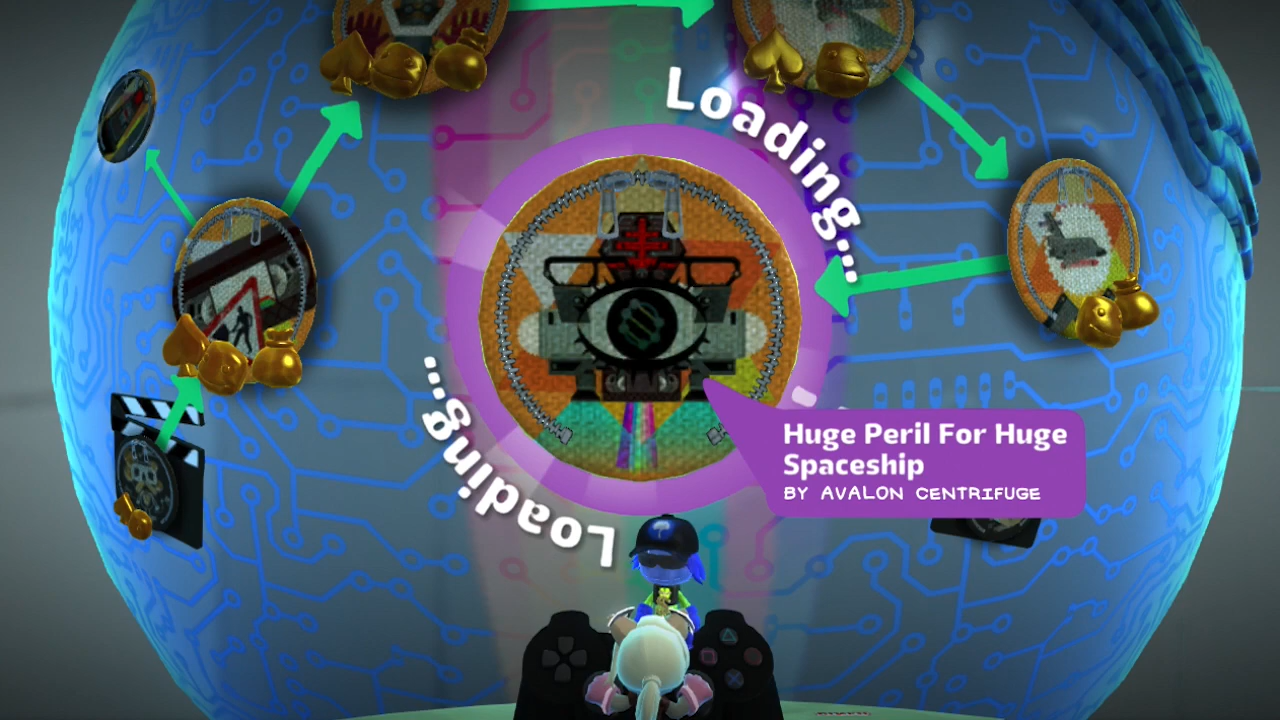 Loading...
Loading...
Huge Peril For Huge
Spaceship
BY AVALON CENTRIFUGE